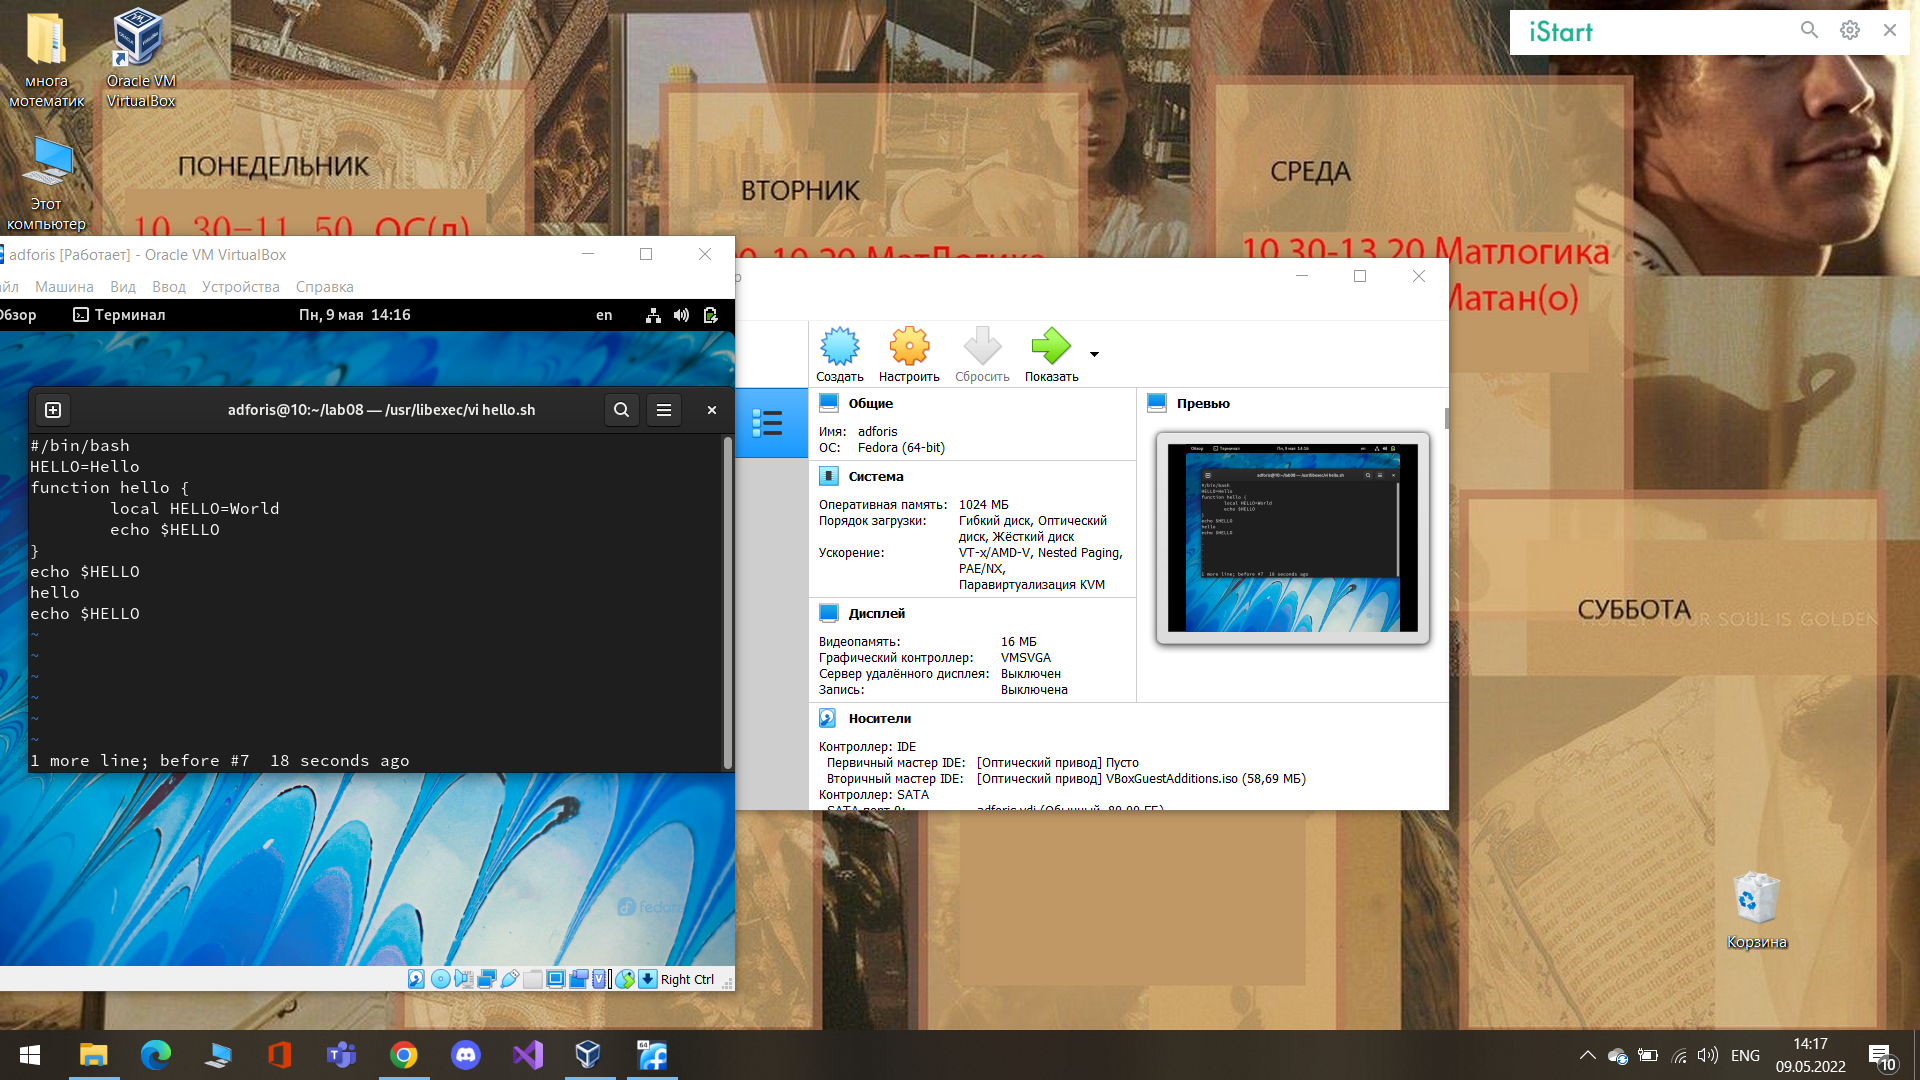 многа
мотематик
Oracle VM
VirtualBox
Этот
компьютер
ПОНЕДЕЛЬНИК
10. 30-11. 50 ОС(л)
ВТОРНИК
СРЕДА
10.30-13.20 Матлогика
Матан(о)
СУББОТА
YOUR SOUL IS GOLDEN
iStart
adforis [Работает] - Oracle VM VirtualBox
Машина Вид Ввод Устройства Справка
Терминал
Пн, 9 мая 14:16
en
adforis@10:~/lab08 — /usr/libexec/vi hello.sh
#/bin/bash
HELLO=Hello
function hello {
local HELLO=World
echo $HELLO
}
echo $HELLO
hello
echo $HELLO
~
~
~
~
~
~
1 more line; before #7  18 seconds ago
fedora
Right Ctrl
Создать
Настроить
Сбросить
Показать
Общие
Имя: adforis
ОС: Fedora (64-bit)
Система
Оперативная память: 1024 МБ
Порядок загрузки: Гибкий диск, Оптический
диск, Жёсткий диск
Ускорение: VT-x/AMD-V, Nested Paging,
PAE/NX,
Паравиртуализация KVM
Дисплей
Видеопамять: 16 МБ
Графический контроллер: VMSVGA
Сервер удалённого дисплея: Выключен
Запись: Выключена
Носители
Контроллер: IDE
Первичный мастер IDE: [Оптический привод] Пусто
Вторичный мастер IDE: [Оптический привод] VBoxGuestAdditions.iso (58,69 МБ)
Контроллер: SATA
Превью
Корзина
ENG
14:17
09.05.2022
10